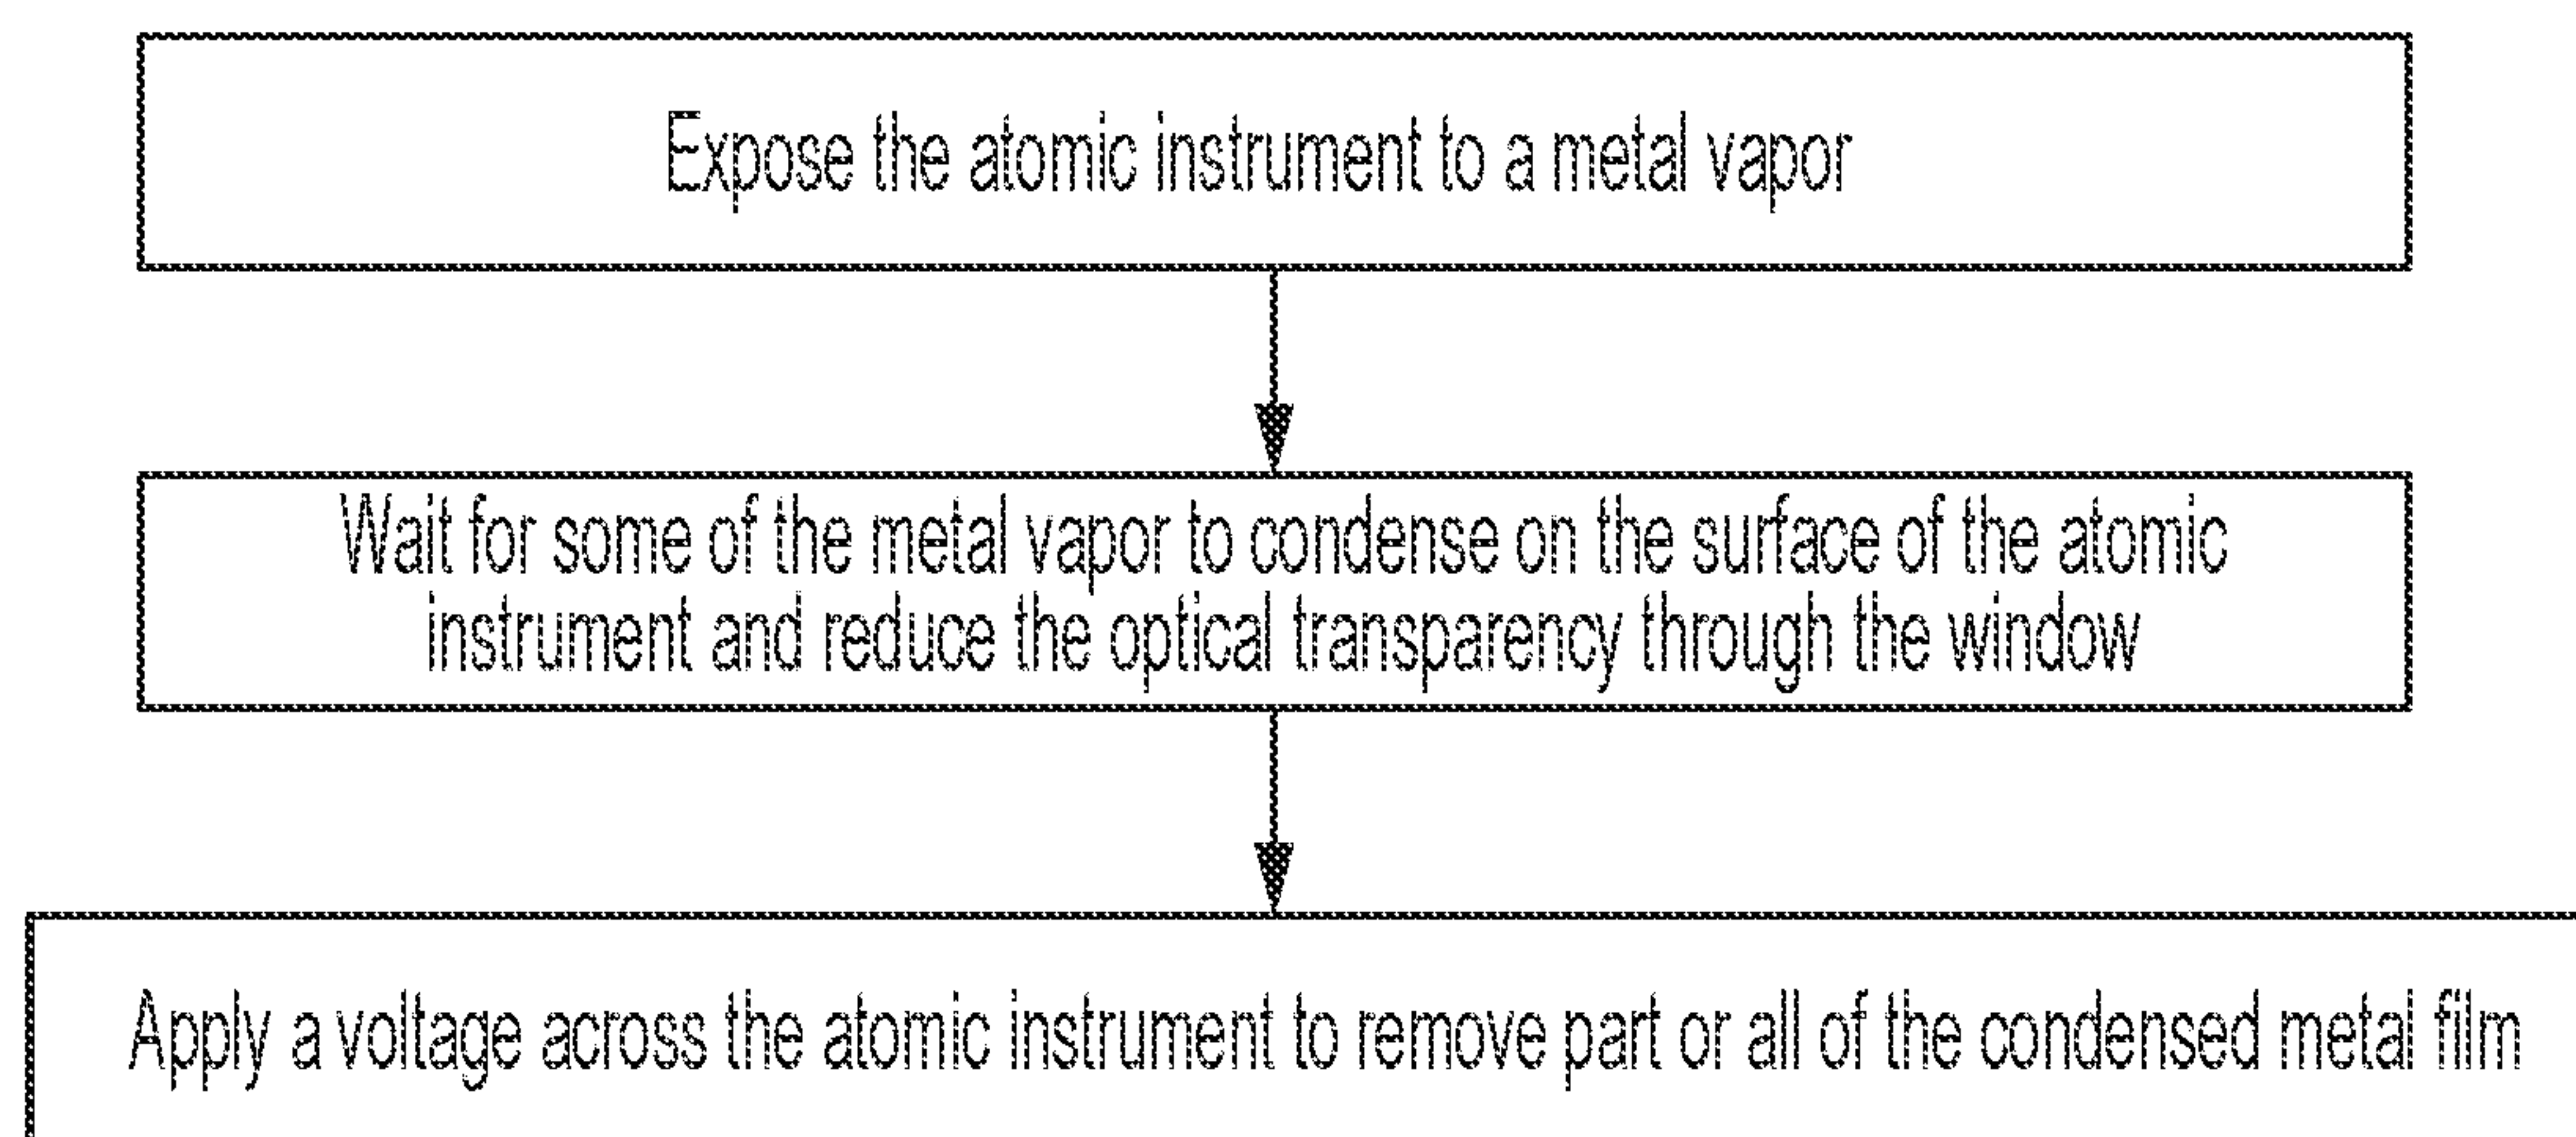 Expose the atomic instrument to a metal vapor
Wait for some of the metal vapor to condense on the surface of the atomic
instrument and reduce the optical transparency through the window
Apply a voltage across the atomic instrument to remove part or all of the condensed metal film